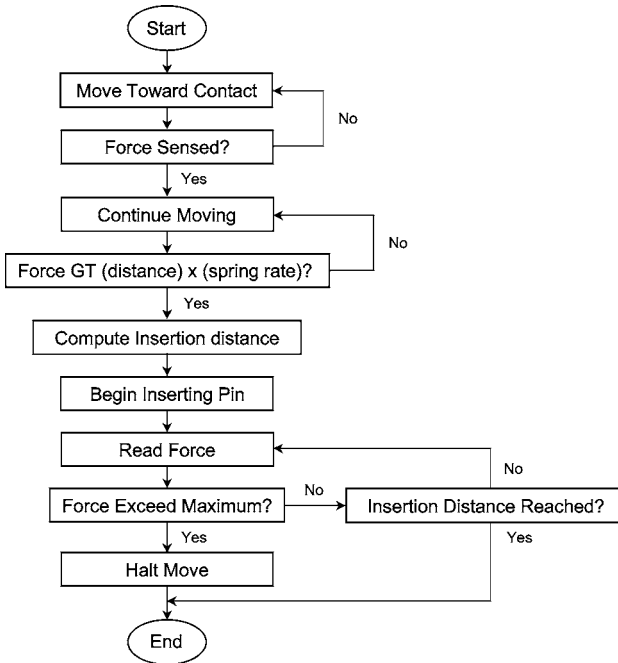 Start
Move Toward Contact
No
Force Sensed?
Yes
Continue Moving
No
Force GT (distance) x (spring rate)?
Yes
Compute Insertion distance
Begin Inserting Pin
Read Force
No
Force Exceed Maximum?
No
Insertion Distance Reached?
Yes
Yes
Halt Move
End